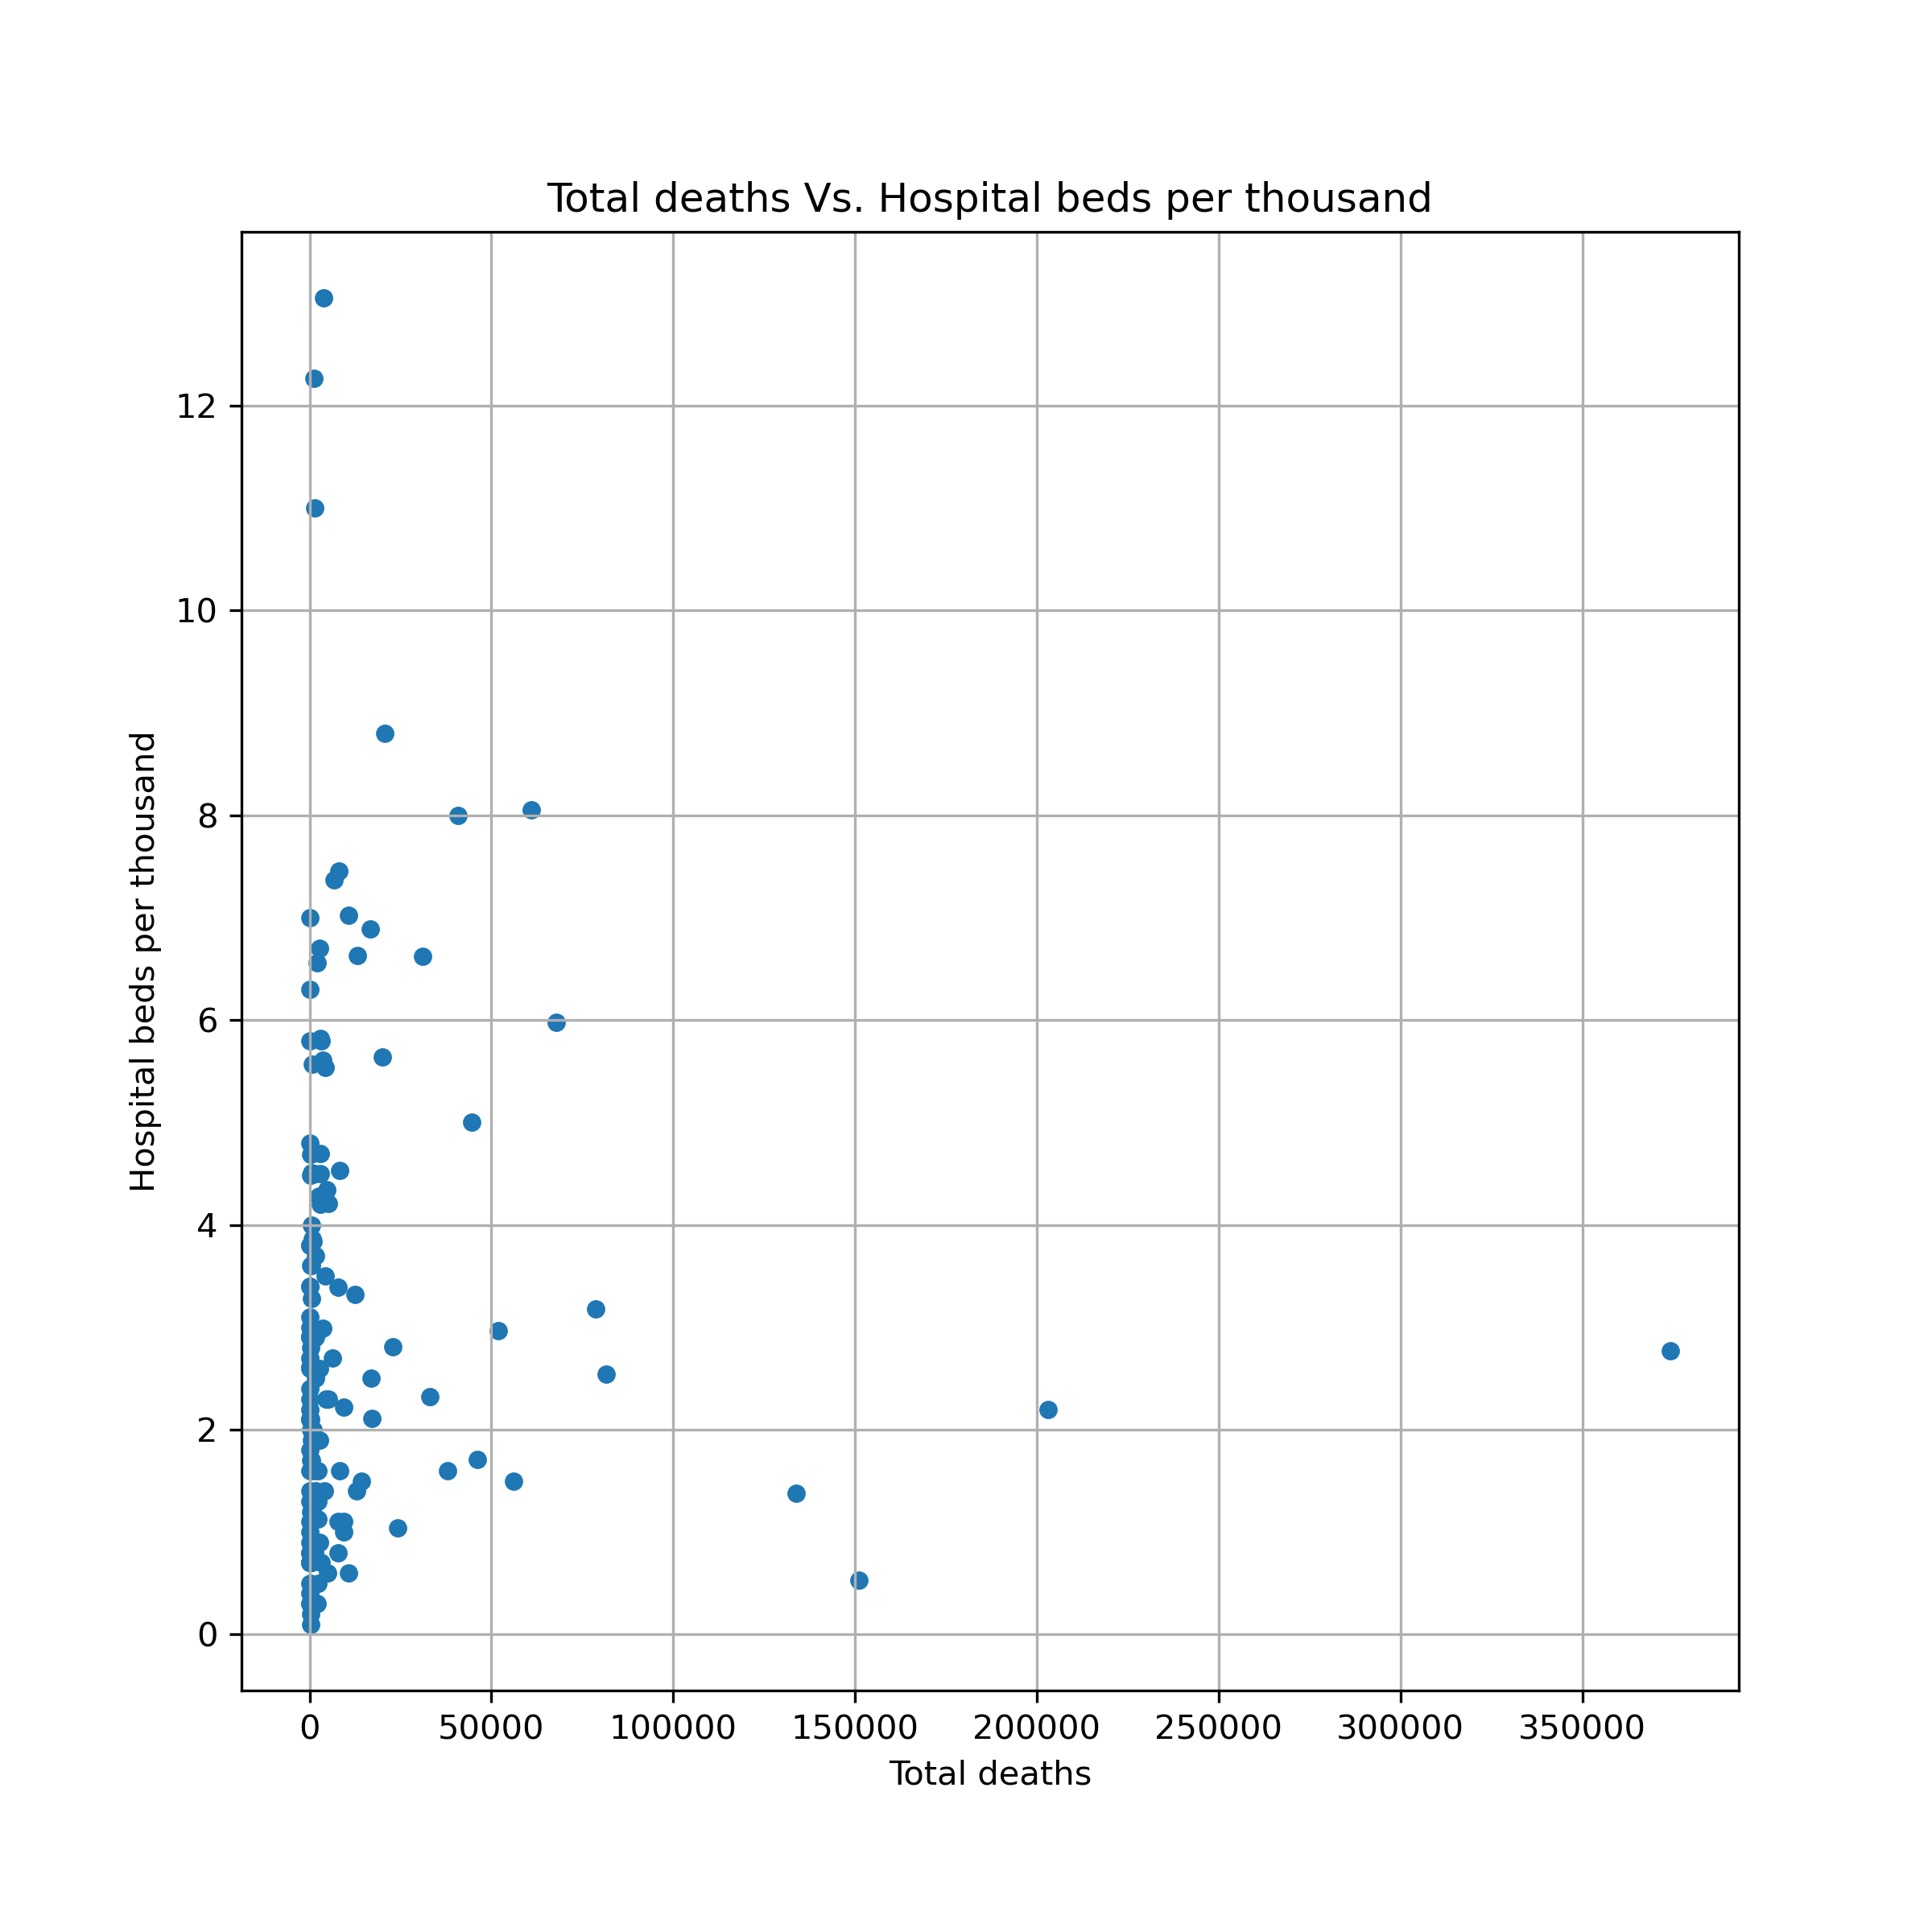 Total deaths Vs. Hospital beds per thousand
Hospital beds per thousand
12
10
8
6
4
2
0
0 50000 100000 150000 200000 250000 300000 350000
Total deaths